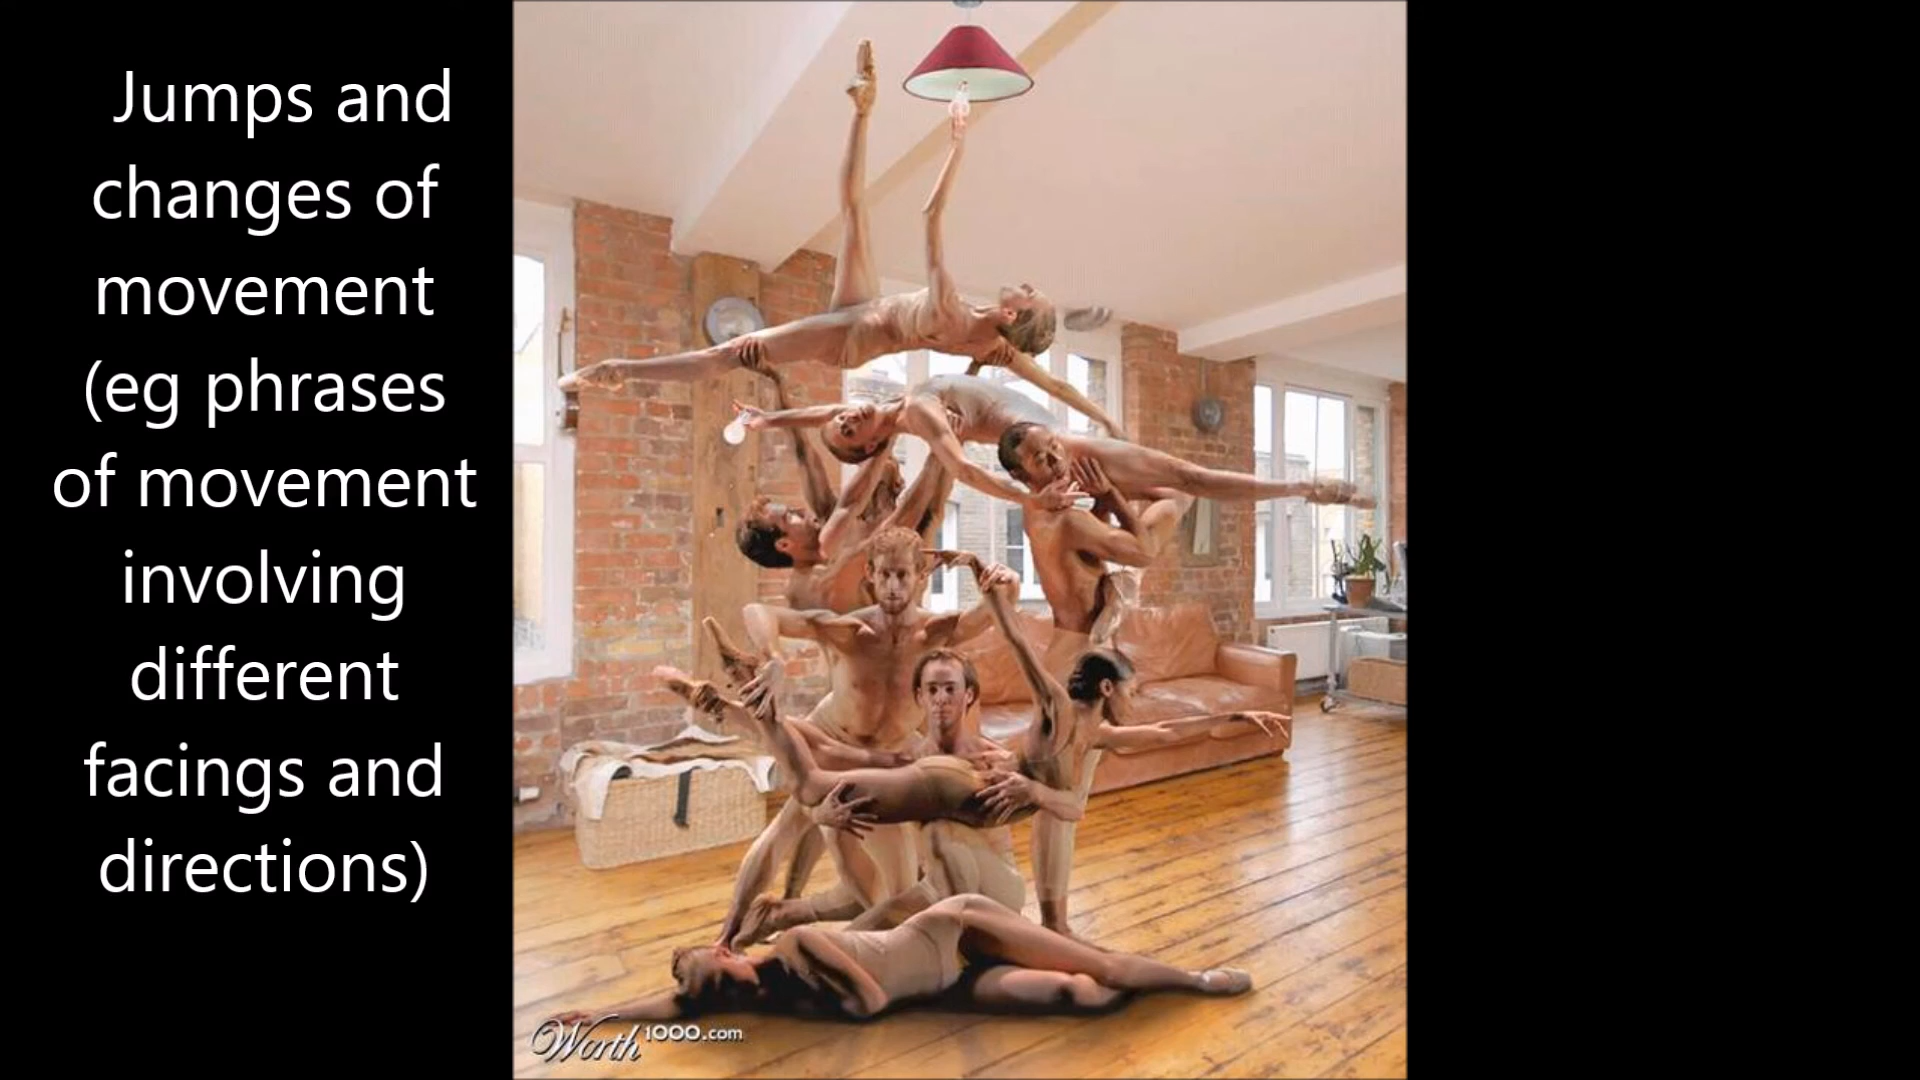 Jumps and
changes of
movement
(eg phrases
of movement
involving
different
facings and
directions)
Worth1000.com